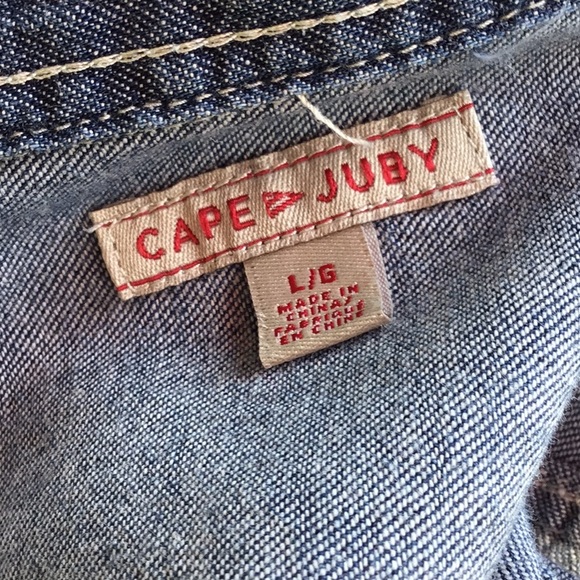 CAPE JUBY
L/G
MADE IN
CHINA/
FABRIQUÉ
EN CHINE